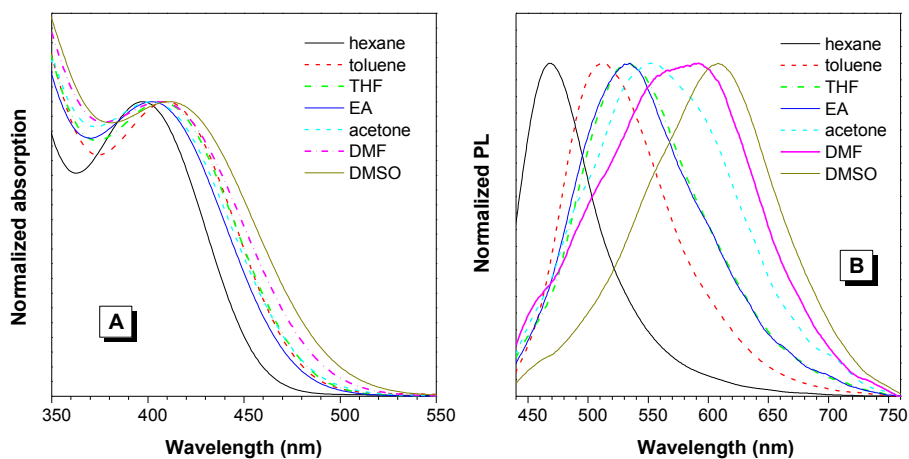 Normalized absorption
hexane
toluene
THF
EA
acetone
DMF
DMSO
A
350 400 450 500 550
Wavelength (nm)
Normalized PL
hexane
toluene
THF
EA
acetone
DMF
DMSO
B
450 500 550 600 650 700 750
Wavelength (nm)